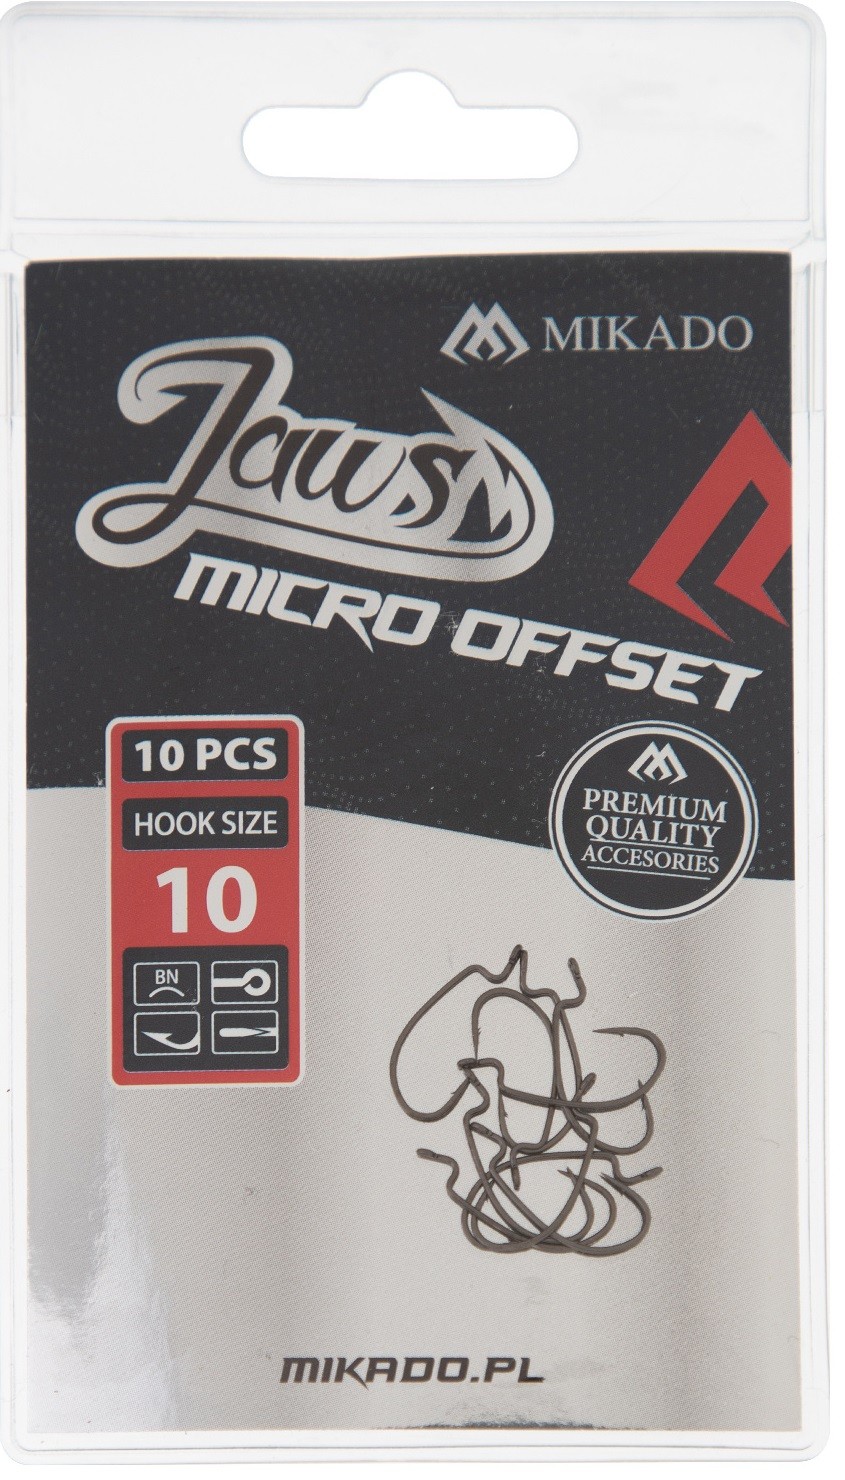 MIKADO
Jaws
MICRO OFFSET
10 PCS
HOOK SIZE
10
BN
PREMIUM
QUALITY
ACCESORIES
MIKADO.PL